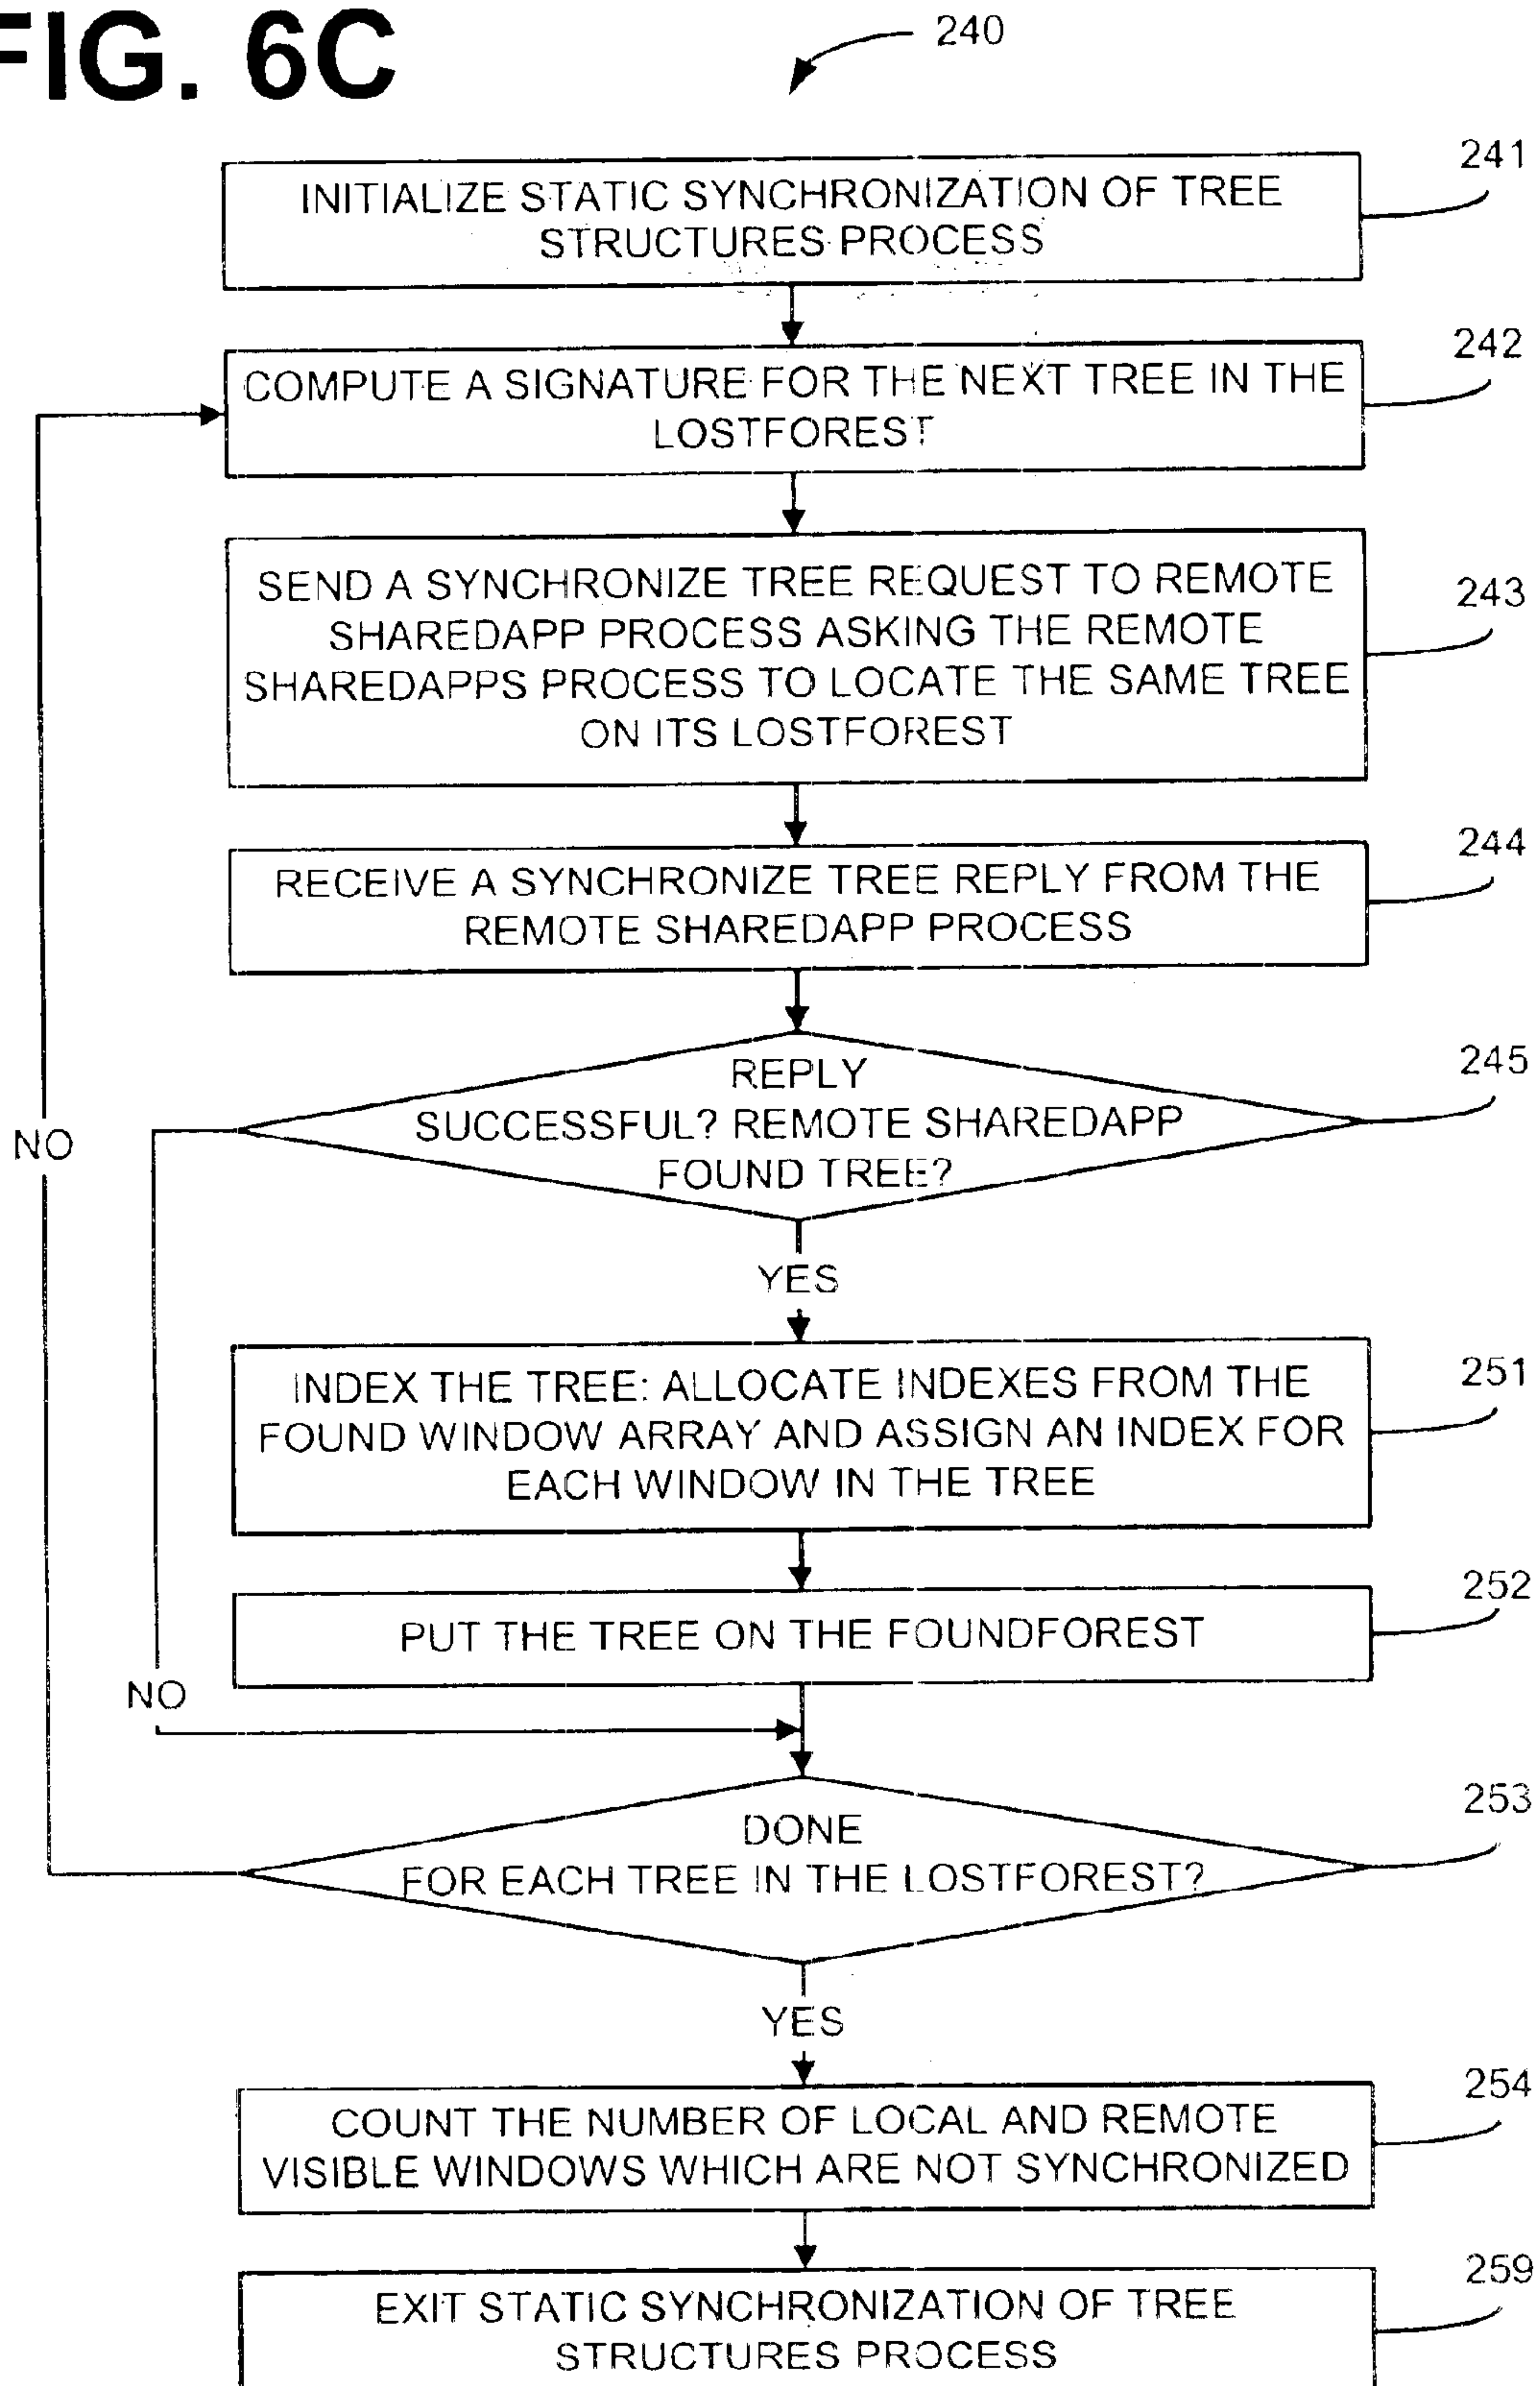 FIG. 6C
240
241
INITIALIZE STATIC SYNCHRONIZATION OF TREE
STRUCTURES PROCESS
242
COMPUTE A SIGNATURE FOR THE NEXT TREE IN THE
LOSTFOREST
243
SEND A SYNCHRONIZE TREE REQUEST TO REMOTE
SHAREDAPP PROCESS ASKING THE REMOTE
SHAREDAPPS PROCESS TO LOCATE THE SAME TREE
ON ITS LOSTFOREST
244
RECEIVE A SYNCHRONIZE TREE REPLY FROM THE
REMOTE SHAREDAPP PROCESS
245
REPLY
SUCCESSFUL? REMOTE SHAREDAPP
FOUND TREE?
NO
YES
251
INDEX THE TREE: ALLOCATE INDEXES FROM THE
FOUND WINDOW ARRAY AND ASSIGN AN INDEX FOR
EACH WINDOW IN THE TREE
252
PUT THE TREE ON THE FOUNDFOREST
NO
253
DONE
FOR EACH TREE IN THE LOSTFOREST?
YES
254
COUNT THE NUMBER OF LOCAL AND REMOTE
VISIBLE WINDOWS WHICH ARE NOT SYNCHRONIZED
259
EXIT STATIC SYNCHRONIZATION OF TREE
STRUCTURES PROCESS